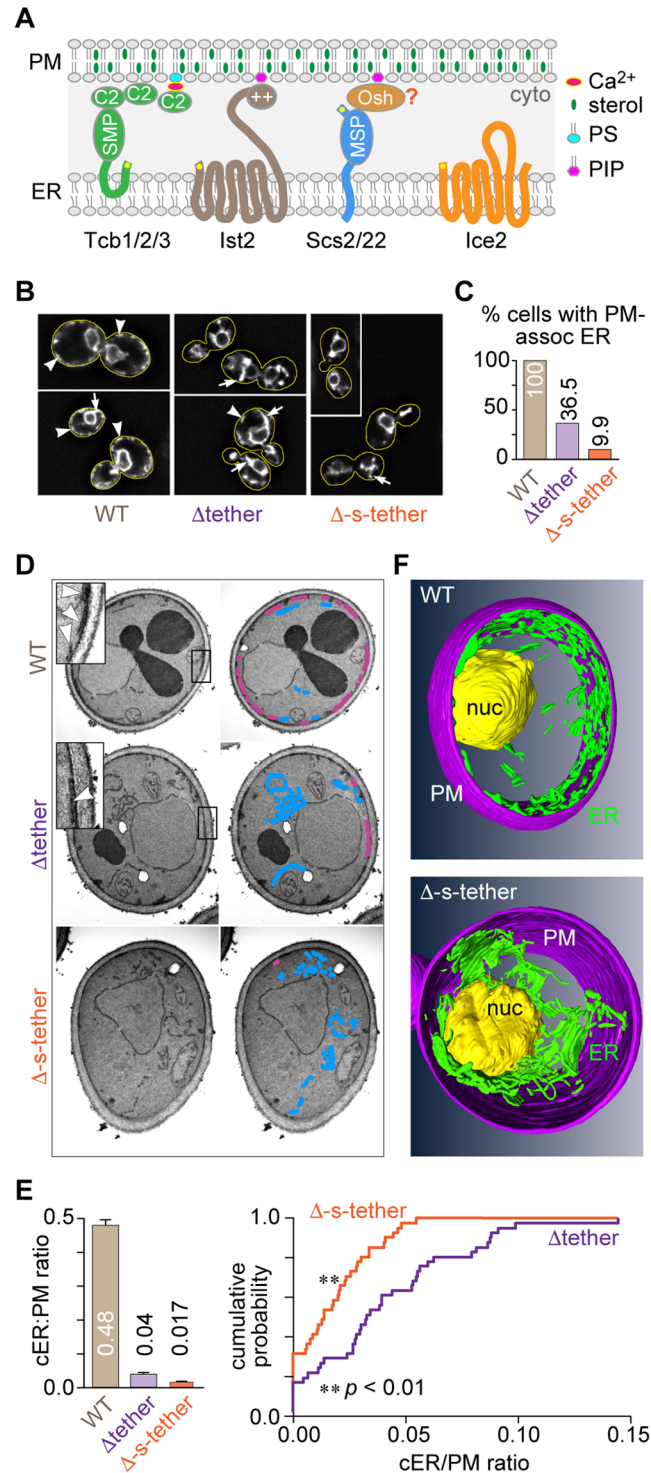 A
PM
C2 C2 C2
SMP
++
Osh ?
MSP
cyto
ER
Ca2+
sterol
PS
PIP
Tcb1/2/3 Ist2 Scs2/22 Ice2
B
WT Δtether Δ-s-tether
C
% cells with PM-
assoc ER
100
50
0
100
36.5
9.9
WT
Δtether
Δ-s-tether
D
WT
Δtether
Δ-s-tether
F
WT
nuc
PM
ER
Δ-s-tether
PM
nuc
ER
E
cER:PM ratio
0.5
0.0
0.48
0.04
0.017
WT
Δtether
Δ-s-tether
cumulative
probability
1.0
0.0
Δ-s-tether
Δtether
**
** p < 0.01
0.00 0.05 0.10 0.15
cER/PM ratio